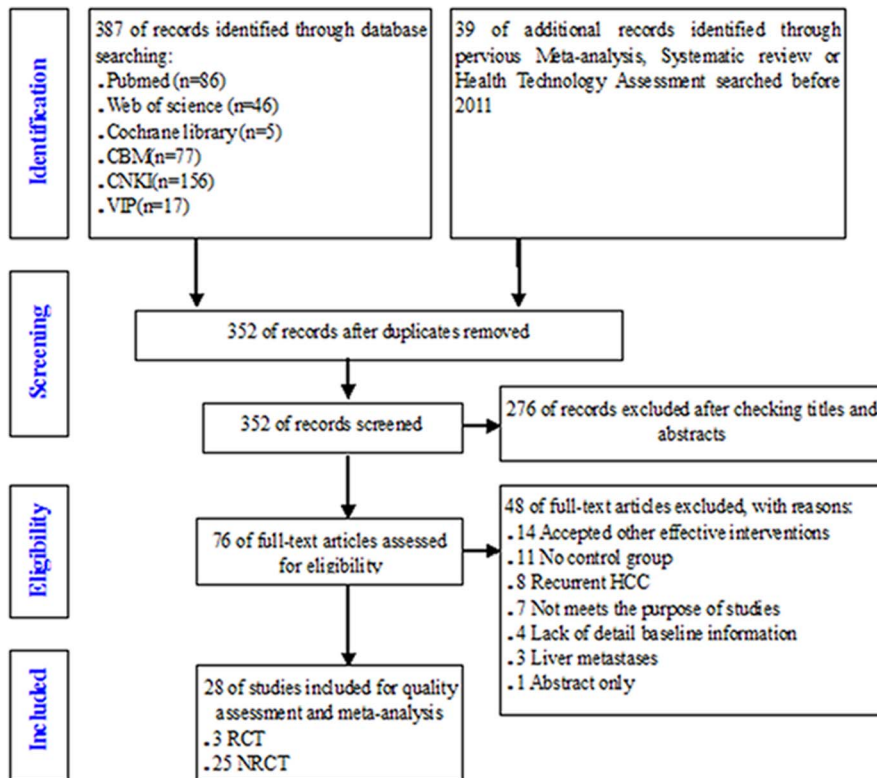 Identification
387 of records identified through database
searching:
.Pubmed (n=86)
.Web of science (n=46)
.Cochrane library (n=5)
.CBM(n=77)
.CNKI(n=156)
.VIP(n=17)
39 of additional records identified through
pervious Meta-analysis, Systematic review or
Health Technology Assessment searched before
2011
Screening
352 of records after duplicates removed
352 of records screened
276 of records excluded after checking titles and
abstracts
Eligibility
76 of full-text articles assessed
for eligibility
48 of full-text articles excluded, with reasons:
.14 Accepted other effective interventions
.11 No control group
.8 Recurrent HCC
.7 Not meets the purpose of studies
.4 Lack of detail baseline information
.3 Liver metastases
.1 Abstract only
Included
28 of studies included for quality
assessment and meta-analysis
.3 RCT
.25 NRCT